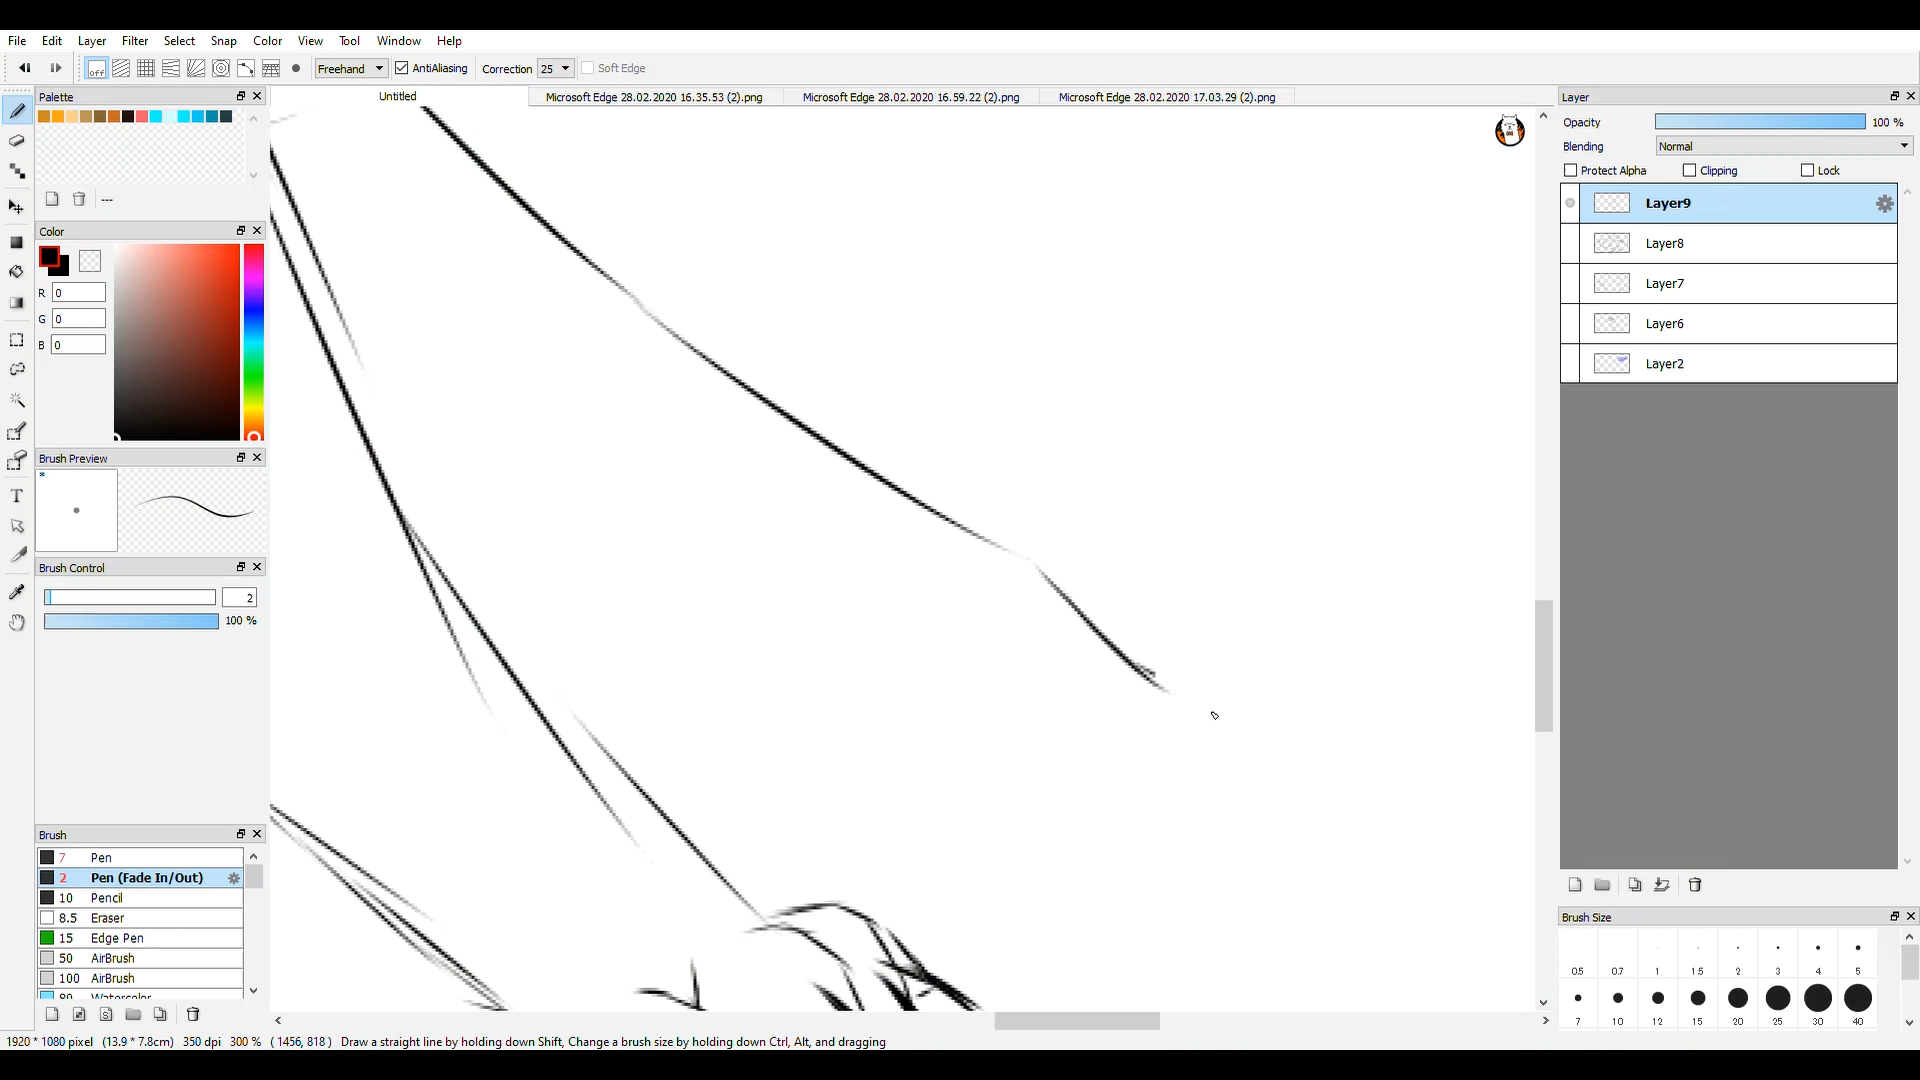 File Edit Layer Filter Select Snap Color View Tool Window Help
off Freehand AntiAliasing Correction 25 Soft Edge
Palette
Untitled
Microsoft Edge 28.02.2020 16.35.53 (2).png
Microsoft Edge 28.02.2020 16.59.22 (2).png
Microsoft Edge 28.02.2020 17.03.29 (2).png
---
Color
R 0
G 0
B 0
Brush Preview
*
Brush Control
2
100 %
Brush
7 Pen
2 Pen (Fade In/Out)
10 Pencil
8.5 Eraser
15 Edge Pen
50 AirBrush
100 AirBrush
80 Watercolor
Layer
Opacity 100 %
Blending Normal
Protect Alpha Clipping Lock
Layer9
Layer8
Layer7
Layer6
Layer2
Brush Size
0.5 0.7 1 1.5 2 3 4 5
7 10 12 15 20 25 30 40
1920 * 1080 pixel (13.9 * 7.8cm) 350 dpi 300 % ( 1456, 818 ) Draw a straight line by holding down Shift, Change a brush size by holding down Ctrl, Alt, and dragging